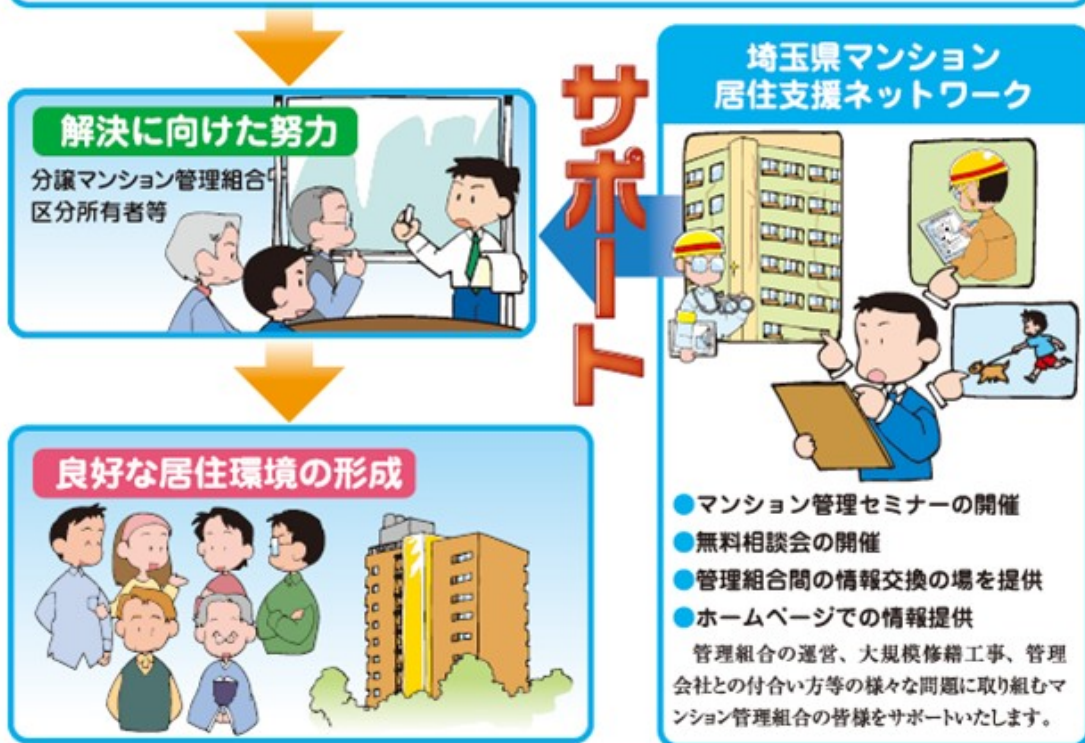 解決に向けた努力
分譲マンション管理組合
区分所有者等
サポート
埼玉県マンション
居住支援ネットワーク
良好な居住環境の形成
●マンション管理セミナーの開催
●無料相談会の開催
●管理組合間の情報交換の場を提供
●ホームページでの情報提供
管理組合の運営、大規模修繕工事、管理
会社との付合い方等の様々な問題に取り組むマ
ンション管理組合の皆様をサポートいたします。